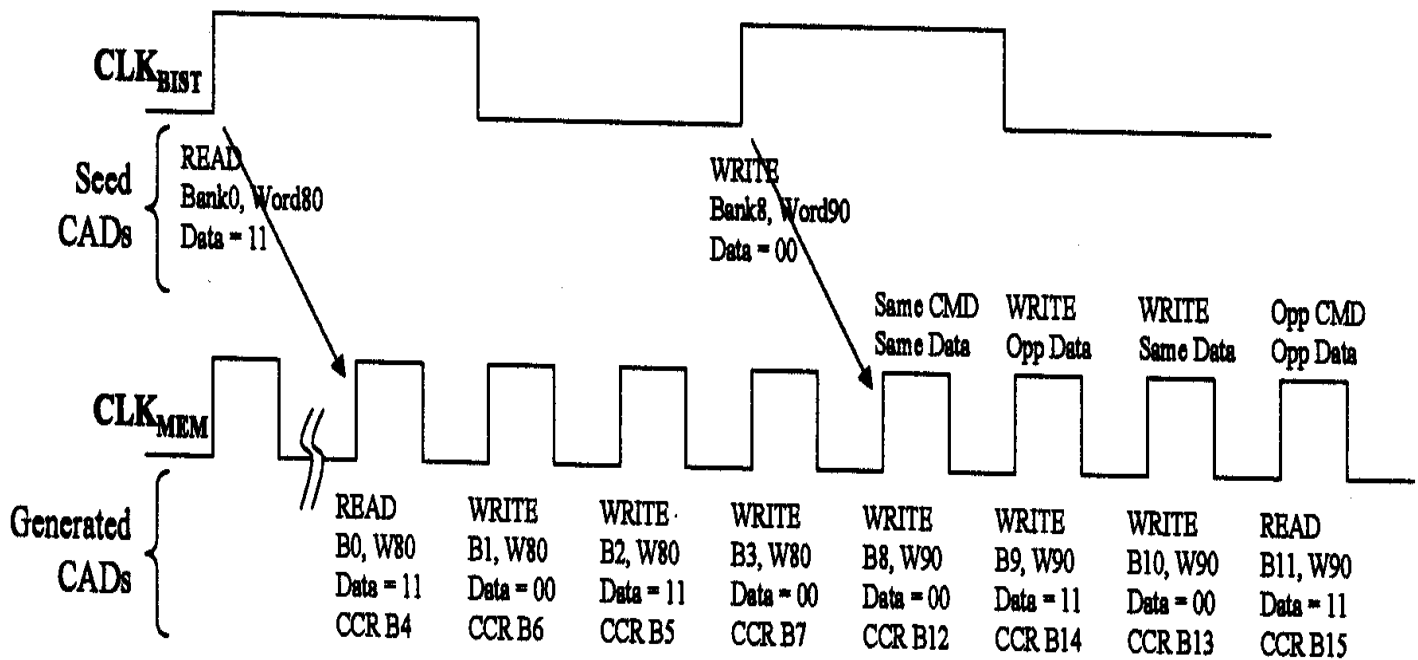 CLK_BIST
Seed
CADs
READ
Bank0, Word80
Data = 11
WRITE
Bank8, Word90
Data = 00
Same CMD
Same Data
WRITE
Opp Data
WRITE
Same Data
Opp CMD
Opp Data
CLK_MEM
Generated
CADs
READ
B0, W80
Data = 11
CCR B4
WRITE
B1, W80
Data = 00
CCR B6
WRITE
B2, W80
Data = 11
CCR B5
WRITE
B3, W80
Data = 00
CCR B7
WRITE
B8, W90
Data = 00
CCR B12
WRITE
B9, W90
Data = 11
CCR B14
WRITE
B10, W90
Data = 00
CCR B13
READ
B11, W90
Data = 11
CCR B15